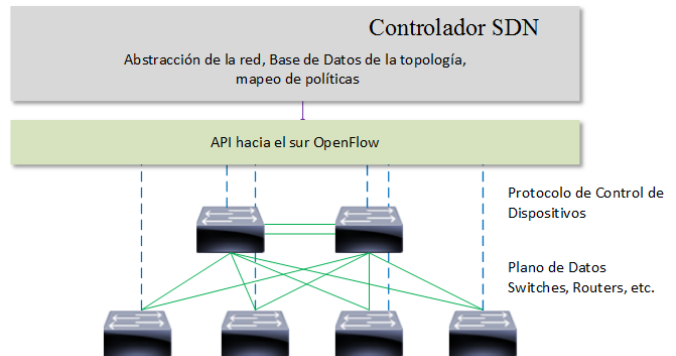 Controlador SDN
Abstracción de la red, Base de Datos de la topología,
mapeo de políticas
API hacia el sur OpenFlow
Protocolo de Control de
Dispositivos
Plano de Datos
Switches, Routers, etc.